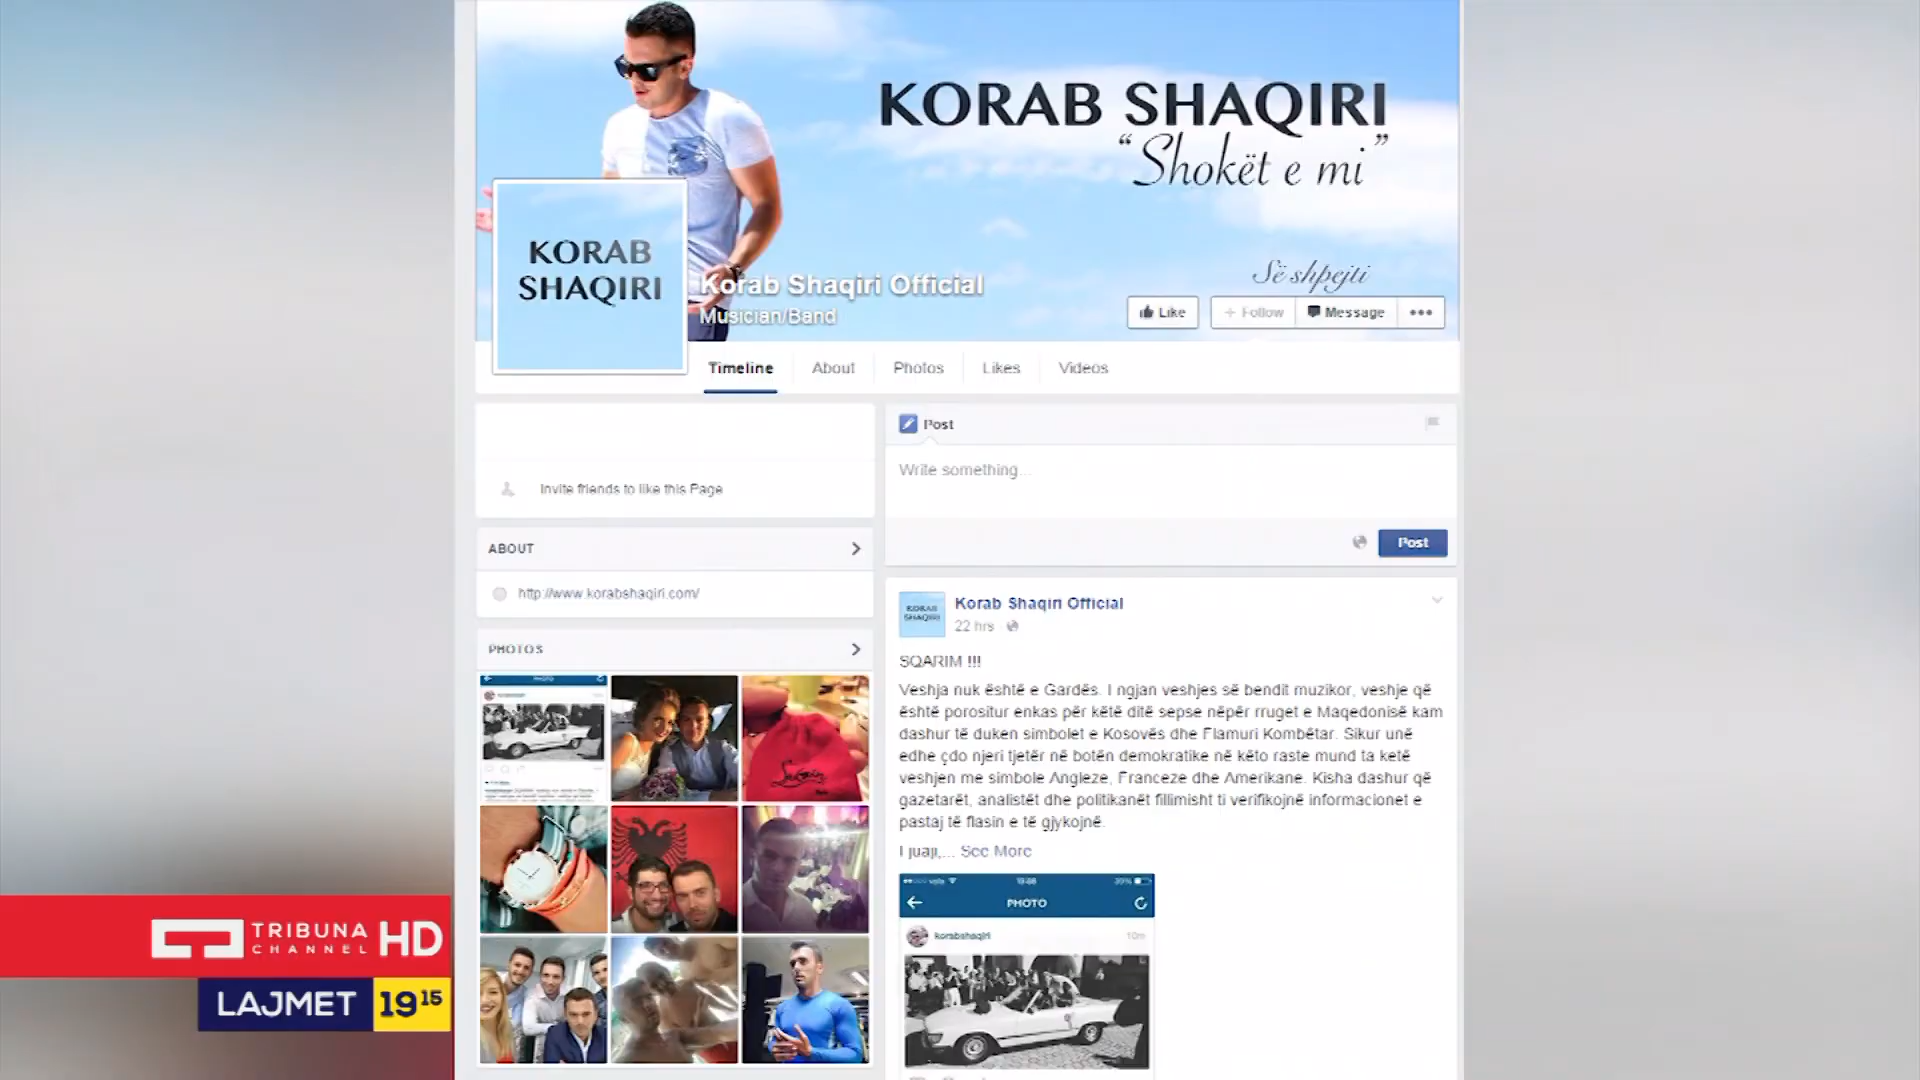 KORAB SHAQIRI
“Shokët e mi”
Së shpejti
KORAB
SHAQIRI
Korab Shaqiri Official
Musician/Band
Like
+ Follow
Message
Timeline
About
Photos
Likes
Videos
Invite friends to like this Page
ABOUT
http://www.korabshaqiri.com/
PHOTOS
PHOTO
Post
Write something...
Post
KORAB
SHAQIRI
Korab Shaqiri Official
22 hrs
SQARIM !!!
Veshja nuk është e Gardës. I ngjan veshjes së bendit muzikor, veshje që
është porositur enkas për këtë ditë sepse nëpër rruget e Maqedonisë kam
dashur të duken simbolet e Kosovës dhe Flamuri Kombëtar. Sikur unë
edhe çdo njeri tjetër në botën demokratike në këto raste mund ta ketë
veshjen me simbole Angleze, Franceze dhe Amerikane. Kisha dashur që
gazetarët, analistët dhe politikanët fillimisht ti verifikojnë informacionet e
pastaj të flasin e të gjykojnë.
I juaji,... See More
39%
PHOTO
korabshaqiri
10m
TRIBUNA
CHANNEL
HD
LAJMET 19 15